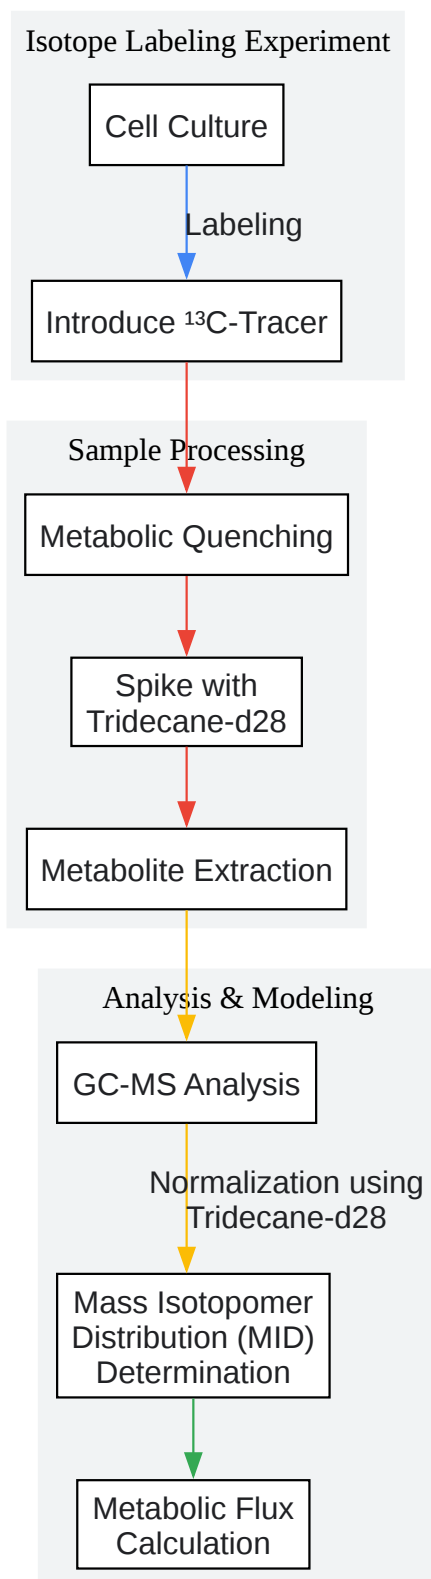 Isotope Labeling Experiment
Cell Culture
Labeling
Introduce ¹³C-Tracer
Sample Processing
Metabolic Quenching
Spike with
Tridecane-d28
Metabolite Extraction
Analysis & Modeling
GC-MS Analysis
Normalization using
Tridecane-d28
Mass Isotopomer
Distribution (MID)
Determination
Metabolic Flux
Calculation